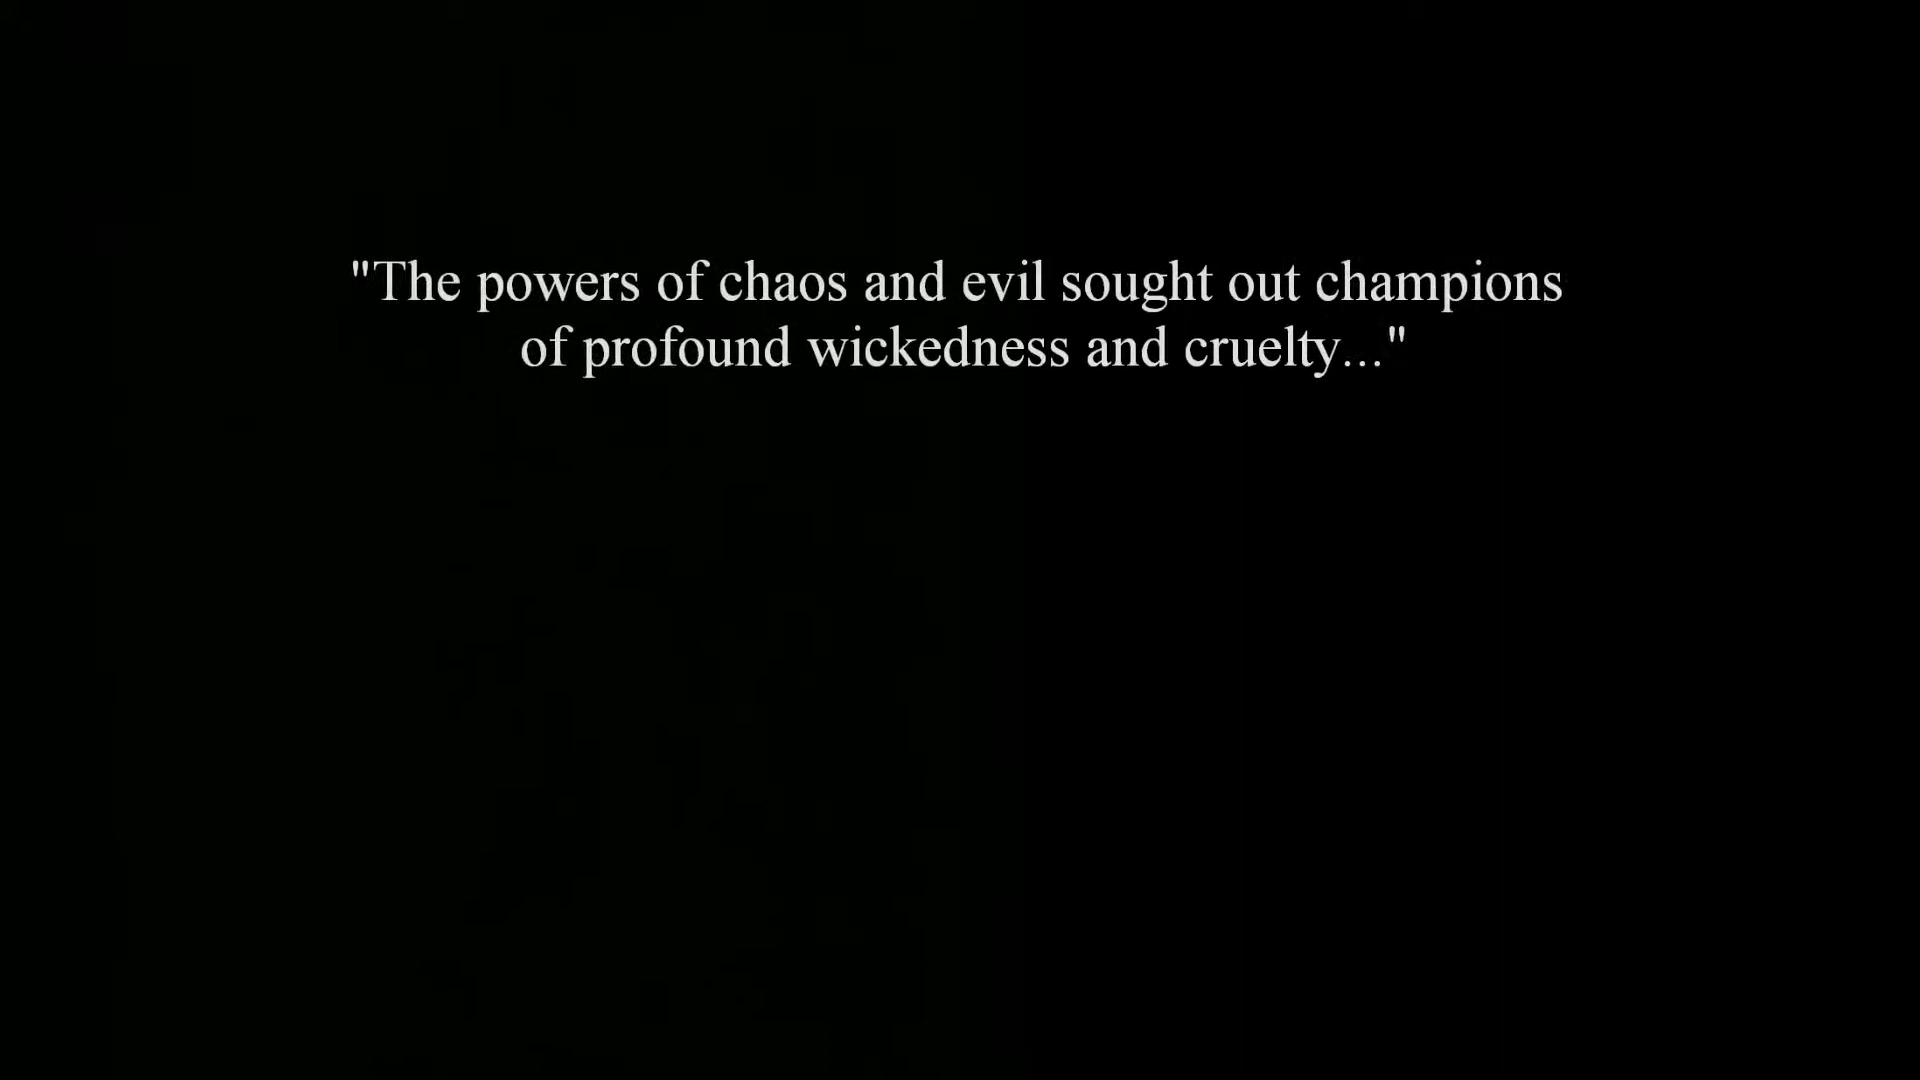 "The powers of chaos and evil sought out champions
of profound wickedness and cruelty..."